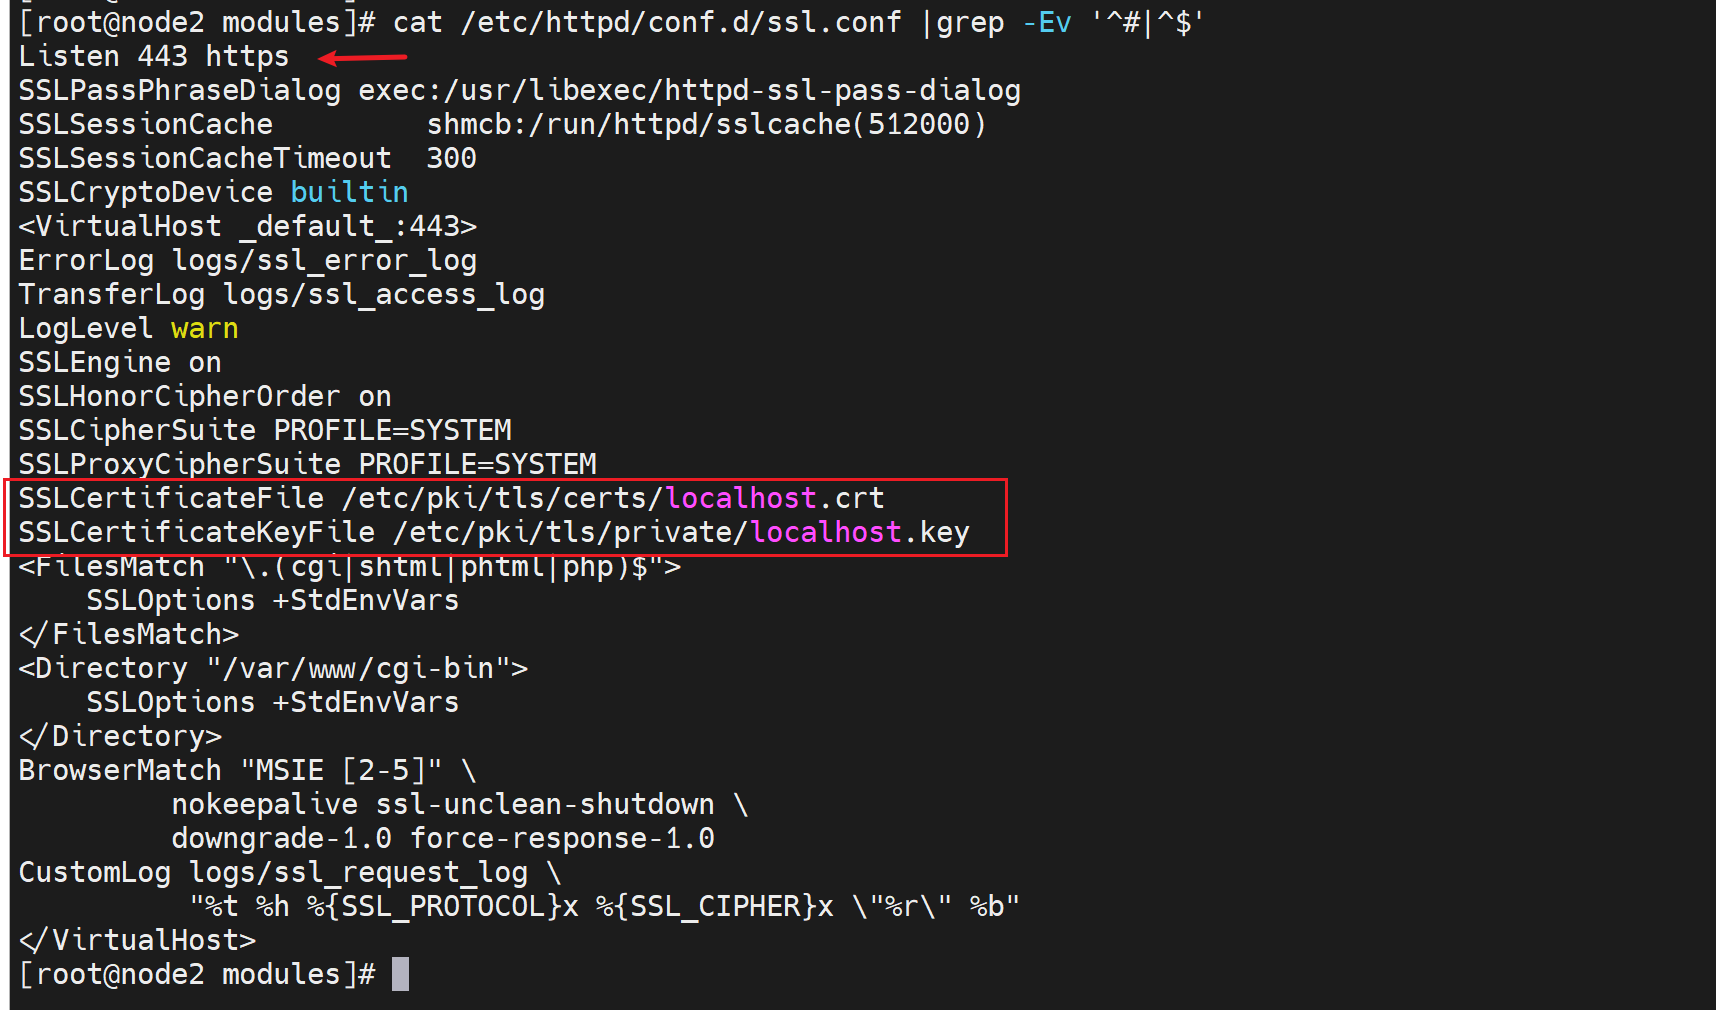 [root@node2 modules]# cat /etc/httpd/conf.d/ssl.conf |grep -Ev '^#|^$'
Listen 443 https
SSLPassPhraseDialog exec:/usr/libexec/httpd-ssl-pass-dialog
SSLSessionCache         shmcb:/run/httpd/sslcache(512000)
SSLSessionCacheTimeout  300
SSLCryptoDevice builtin
<VirtualHost _default_:443>
ErrorLog logs/ssl_error_log
TransferLog logs/ssl_access_log
LogLevel warn
SSLEngine on
SSLHonorCipherOrder on
SSLCipherSuite PROFILE=SYSTEM
SSLProxyCipherSuite PROFILE=SYSTEM
SSLCertificateFile /etc/pki/tls/certs/localhost.crt
SSLCertificateKeyFile /etc/pki/tls/private/localhost.key
<FilesMatch "\.(cgi|shtml|phtml|php)$">
    SSLOptions +StdEnvVars
</FilesMatch>
<Directory "/var/www/cgi-bin">
    SSLOptions +StdEnvVars
</Directory>
BrowserMatch "MSIE [2-5]" \
         nokeepalive ssl-unclean-shutdown \
         downgrade-1.0 force-response-1.0
CustomLog logs/ssl_request_log \
          "%t %h %{SSL_PROTOCOL}x %{SSL_CIPHER}x \"%r\" %b"
</VirtualHost>
[root@node2 modules]#